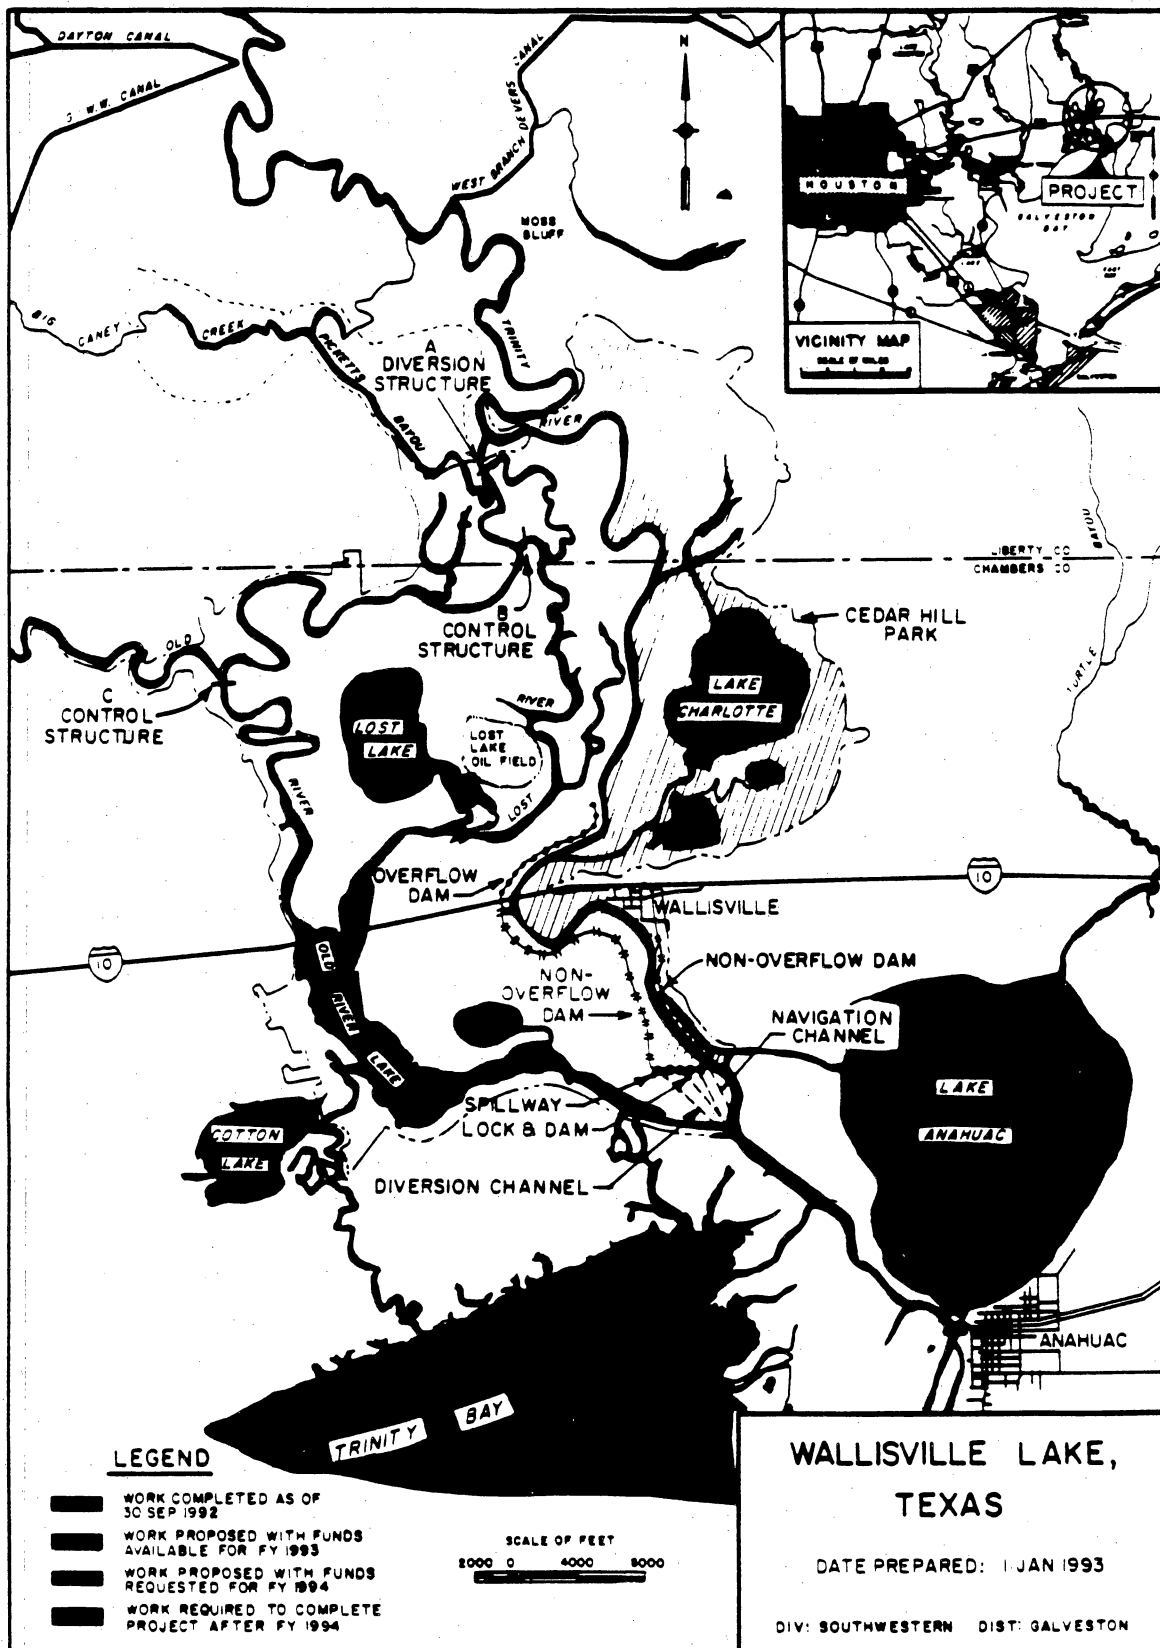 DAYTON CANAL
W.W. CANAL
WEST BRANCH DEVERS CANAL
N
MOSS
BLUFF
HOUSTON
PROJECT
GALVESTON
BAY
VICINITY MAP
SCALE OF MILES
BIG CANEY CREEK
PICKETTS BAYOU
TRINITY RIVER
A
DIVERSION
STRUCTURE
LIBERTY CO
CHAMBERS CO
TURTLE BAYOU
B
CONTROL
STRUCTURE
CEDAR HILL
PARK
OLD RIVER
C
CONTROL
STRUCTURE
LAKE
CHARLOTTE
LOST
LAKE
LOST
LAKE
OIL FIELD
LOST RIVER
OVERFLOW
DAM
10
WALLISVILLE
10
OLD RIVER LAKE
NON-
OVERFLOW
DAM
NON-OVERFLOW DAM
NAVIGATION
CHANNEL
LAKE
ANAHUAC
SPILLWAY
LOCK & DAM
DIVERSION CHANNEL
COTTON
LAKE
ANAHUAC
TRINITY BAY
LEGEND
WORK COMPLETED AS OF
30 SEP 1992
WORK PROPOSED WITH FUNDS
AVAILABLE FOR FY 1993
WORK PROPOSED WITH FUNDS
REQUESTED FOR FY 1994
WORK REQUIRED TO COMPLETE
PROJECT AFTER FY 1994
SCALE OF FEET
2000 0 4000 8000
WALLISVILLE LAKE,
TEXAS
DATE PREPARED: 1 JAN 1993
DIV: SOUTHWESTERN DIST: GALVESTON